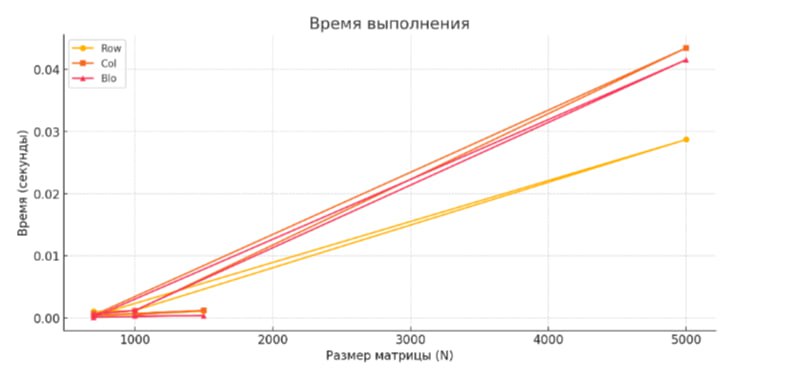 Время выполнения
Row
Col
Blo
0.04
0.03
0.02
0.01
0.00
Время (секунды)
1000 2000 3000 4000 5000
Размер матрицы (N)